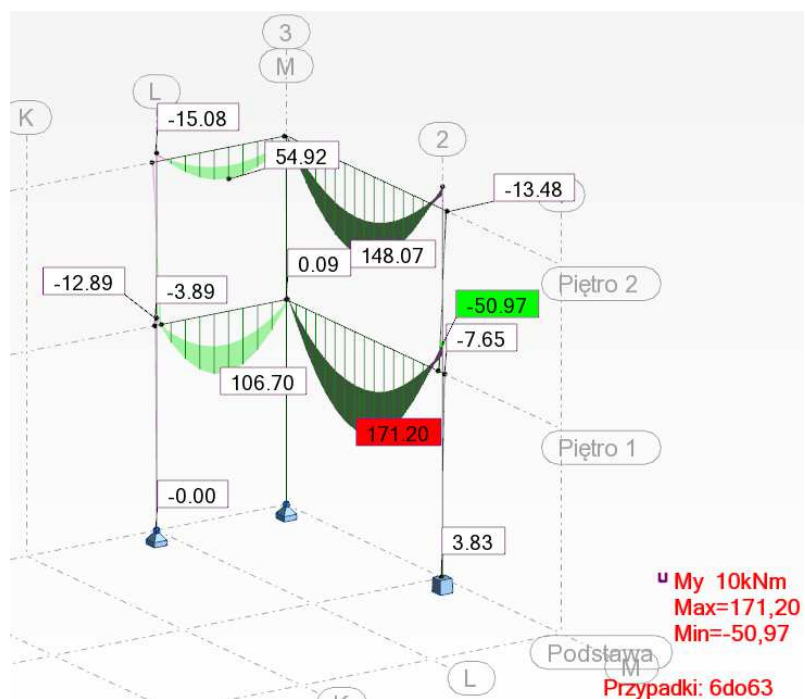 3
M
L
K
-15.08
54.92
2
-13.48
148.07
Piętro 2
0.09
-12.89
-3.89
-50.97
-7.65
106.70
171.20
Piętro 1
-0.00
3.83
My 10kNm
Max=171,20
Min=-50,97
Podstawa
M
L
K
Przypadki: 6do63